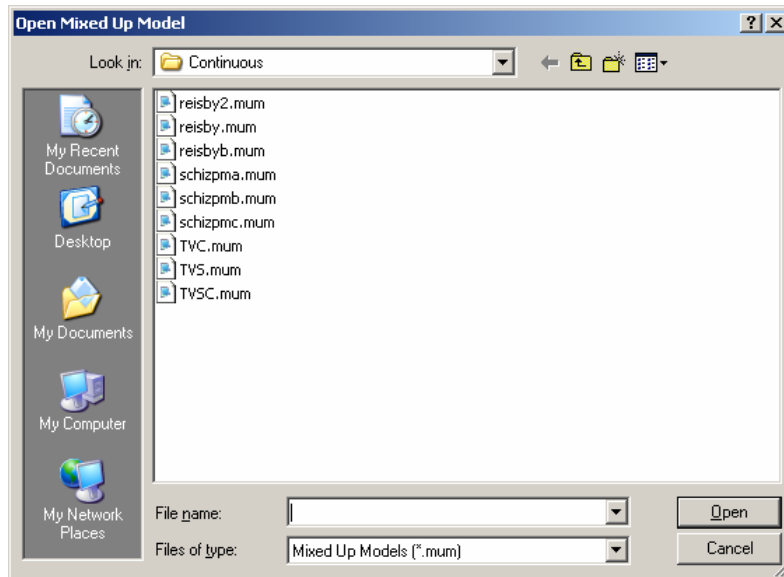 Open Mixed Up Model
Look in: Continuous
My Recent
Documents
Desktop
My Documents
My Computer
My Network
Places
reisby2.mum
reisby.mum
reisbyb.mum
schizpma.mum
schizpmb.mum
schizpmc.mum
TVC.mum
TVS.mum
TVSC.mum
File name:
Open
Files of type: Mixed Up Models (*.mum)
Cancel